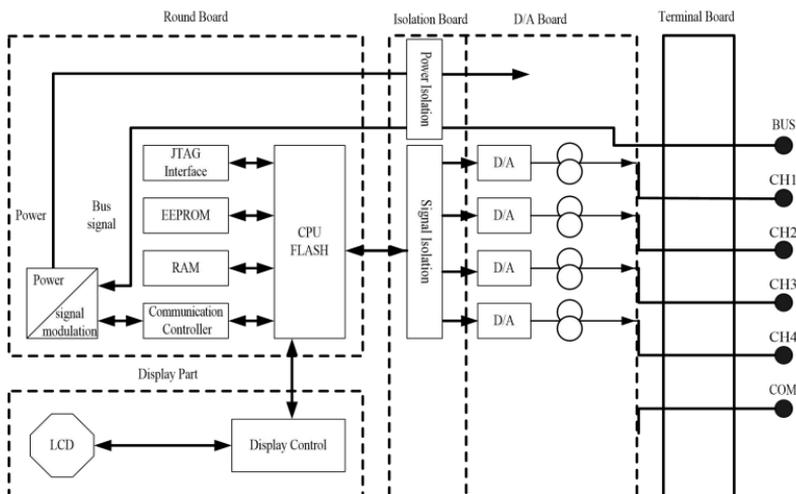 Round Board
Isolation Board
D/A Board
Terminal Board
Power Isolation
BUS
JTAG
Interface
D/A
CH1
Power
Bus
signal
EEPROM
CPU
FLASH
Signal Isolation
D/A
CH2
RAM
D/A
CH3
Power
signal
modulation
Communication
Controller
D/A
CH4
Display Part
COM
LCD
Display Control